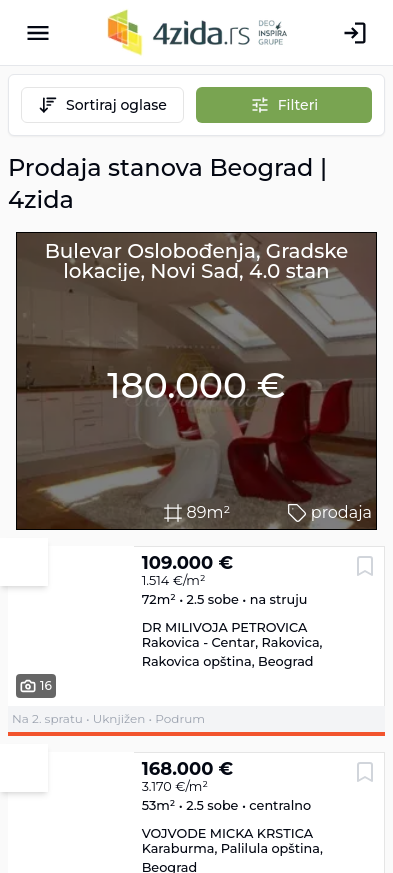 4zida.rs
DEO
INSPIRA
GRUPE
Sortiraj oglase
Filteri
Prodaja stanova Beograd |
4zida
Bulevar Oslobođenja, Gradske
lokacije, Novi Sad, 4.0 stan
180.000 €
89m²
prodaja
109.000 €
1.514 €/m²
72m² • 2.5 sobe • na struju
DR MILIVOJA PETROVICA
Rakovica - Centar, Rakovica,
Rakovica opština, Beograd
16
Na 2. spratu • Uknjižen • Podrum
168.000 €
3.170 €/m²
53m² • 2.5 sobe • centralno
VOJVODE MICKA KRSTICA
Karaburma, Palilula opština,
Beograd